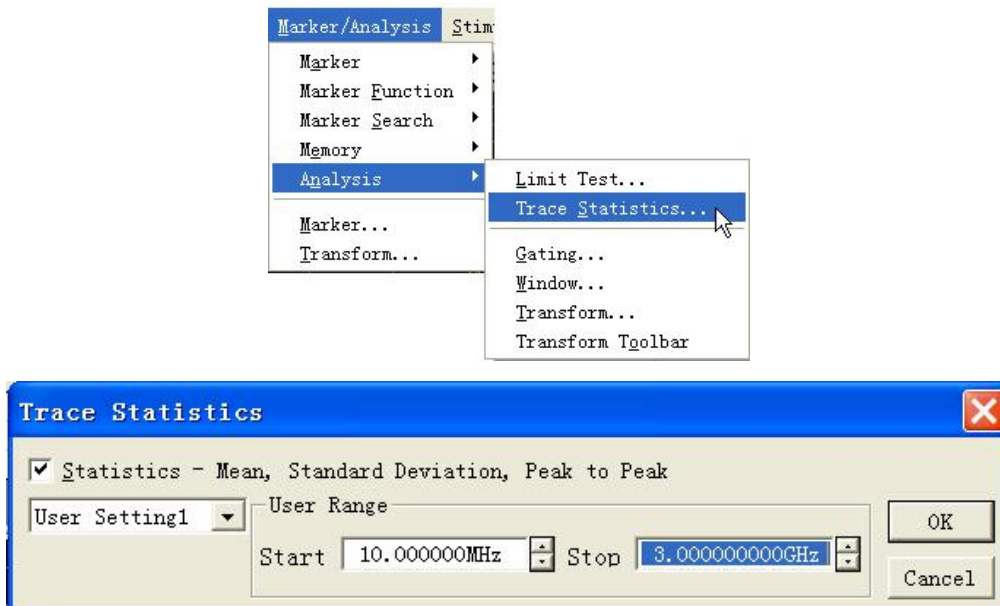 Marker/Analysis Stim
Marker
Marker Function
Marker Search
Memory
Analysis
Marker...
Transform...
Limit Test...
Trace Statistics...
Gating...
Window...
Transform...
Transform Toolbar
Trace Statistics
Statistics - Mean, Standard Deviation, Peak to Peak
User Setting1
User Range
Start 10.000000MHz Stop 3.000000000GHz
OK
Cancel